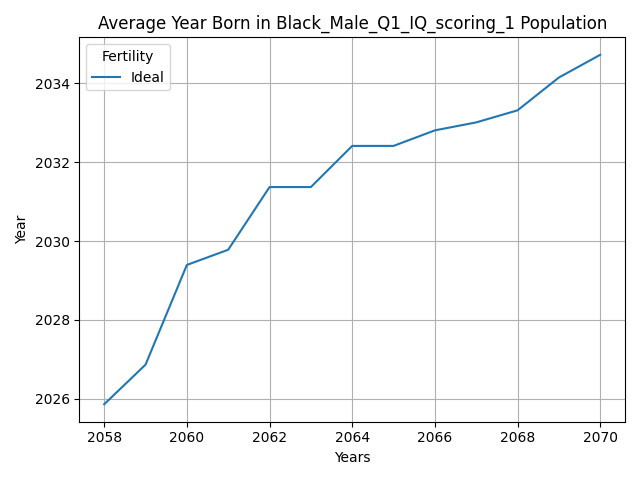 Average Year Born in Black_Male_Q1_IQ_scoring_1 Population
Fertility
Ideal
Year
2034
2032
2030
2028
2026
2058
2060
2062
2064
2066
2068
2070
Years